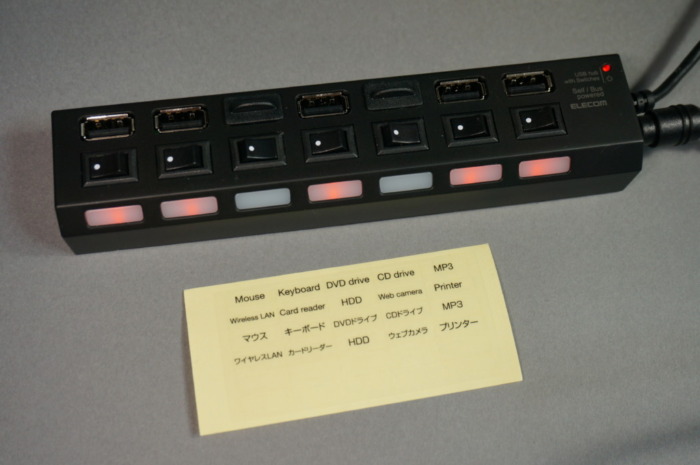 USB hub
with Switches
Self / Bus
powered
ELECOM
Mouse Keyboard DVD drive CD drive MP3
Wireless LAN Card reader HDD Web camera Printer
マウス キーボード DVDドライブ CDドライブ MP3
ワイヤレスLAN カードリーダー HDD ウェブカメラ プリンター